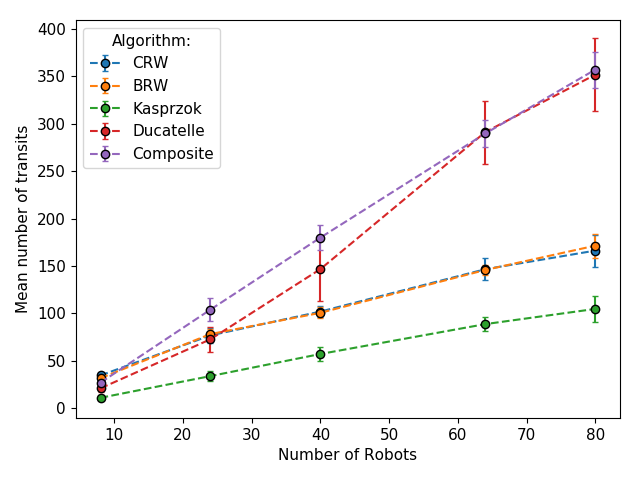 400
350
300
250
200
150
100
50
0
Mean number of transits
Algorithm:
CRW
BRW
Kasprzok
Ducatelle
Composite
10 20 30 40 50 60 70 80
Number of Robots